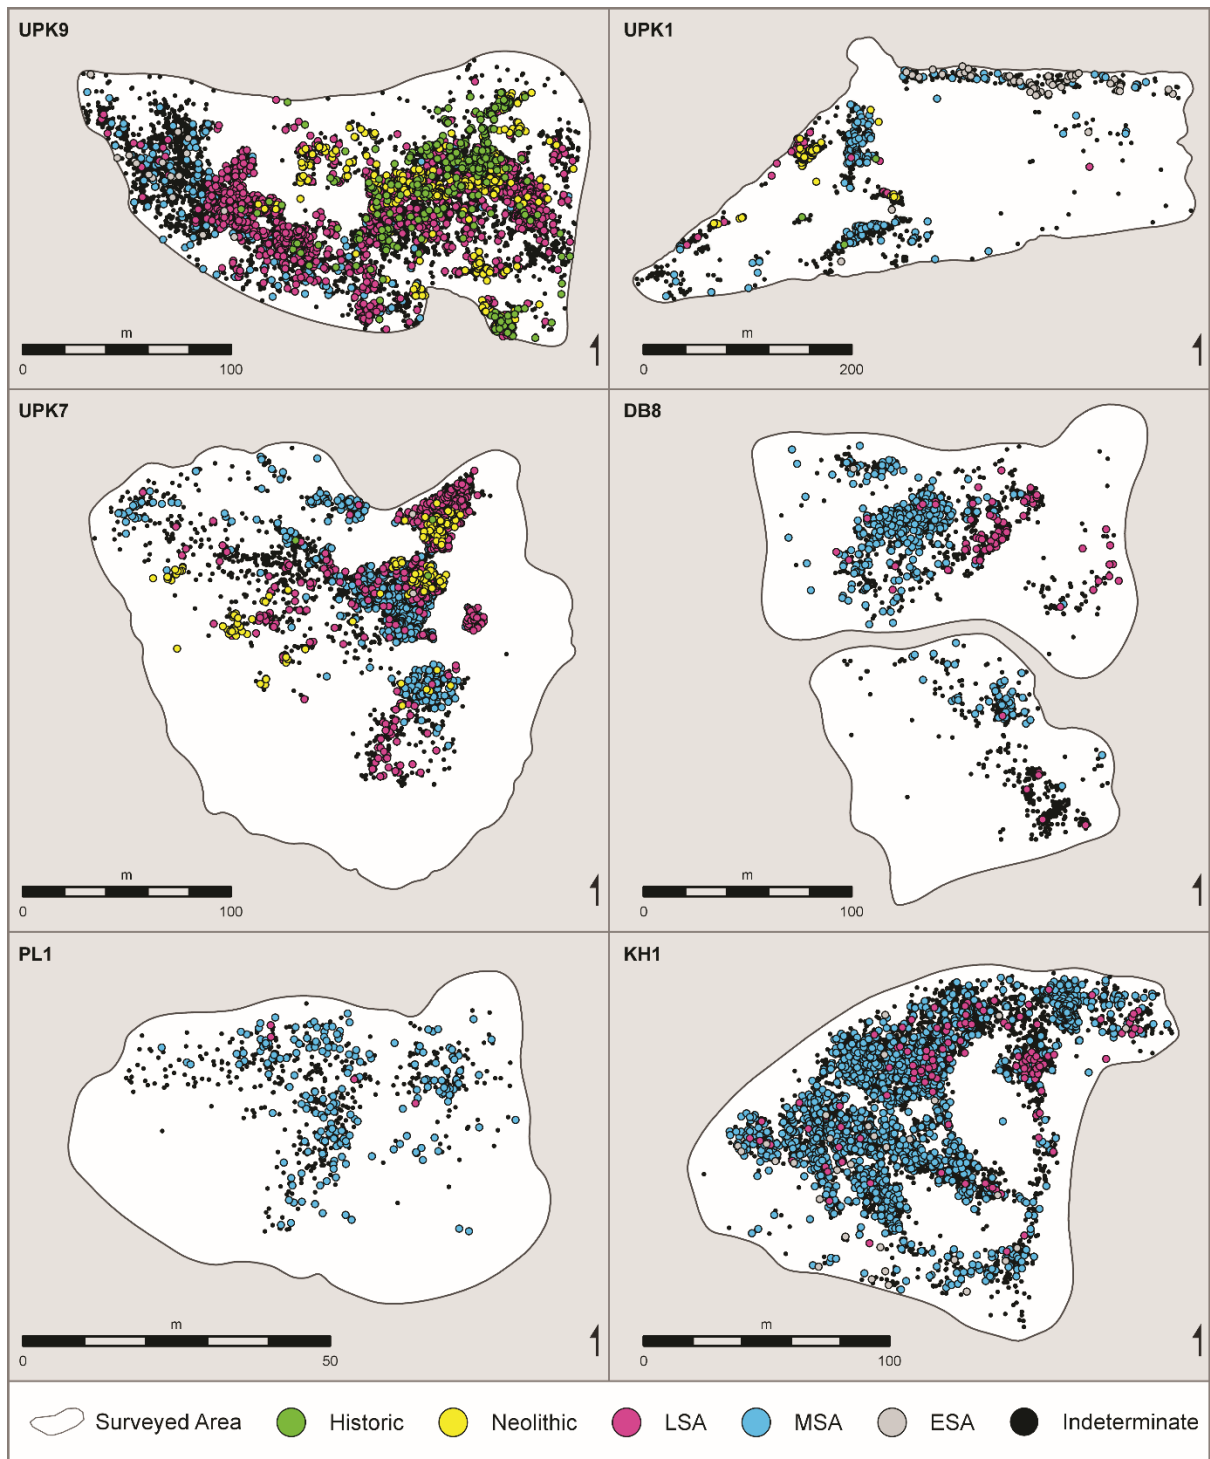 UPK9
m
0 100
UPK1
m
0 200
UPK7
m
0 100
DB8
m
0 100
PL1
m
0 50
KH1
m
0 100
Surveyed Area Historic Neolithic LSA MSA ESA Indeterminate